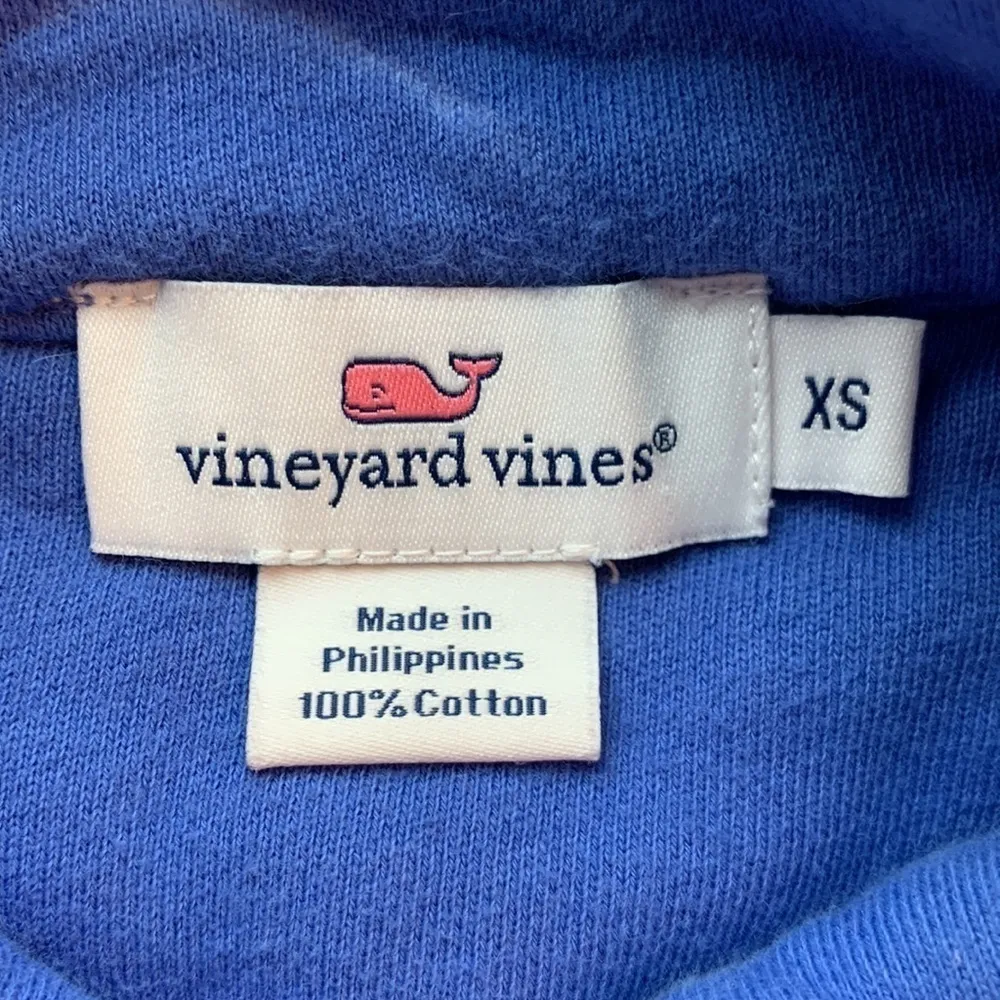 vineyard vines®
XS
Made in
Philippines
100% Cotton